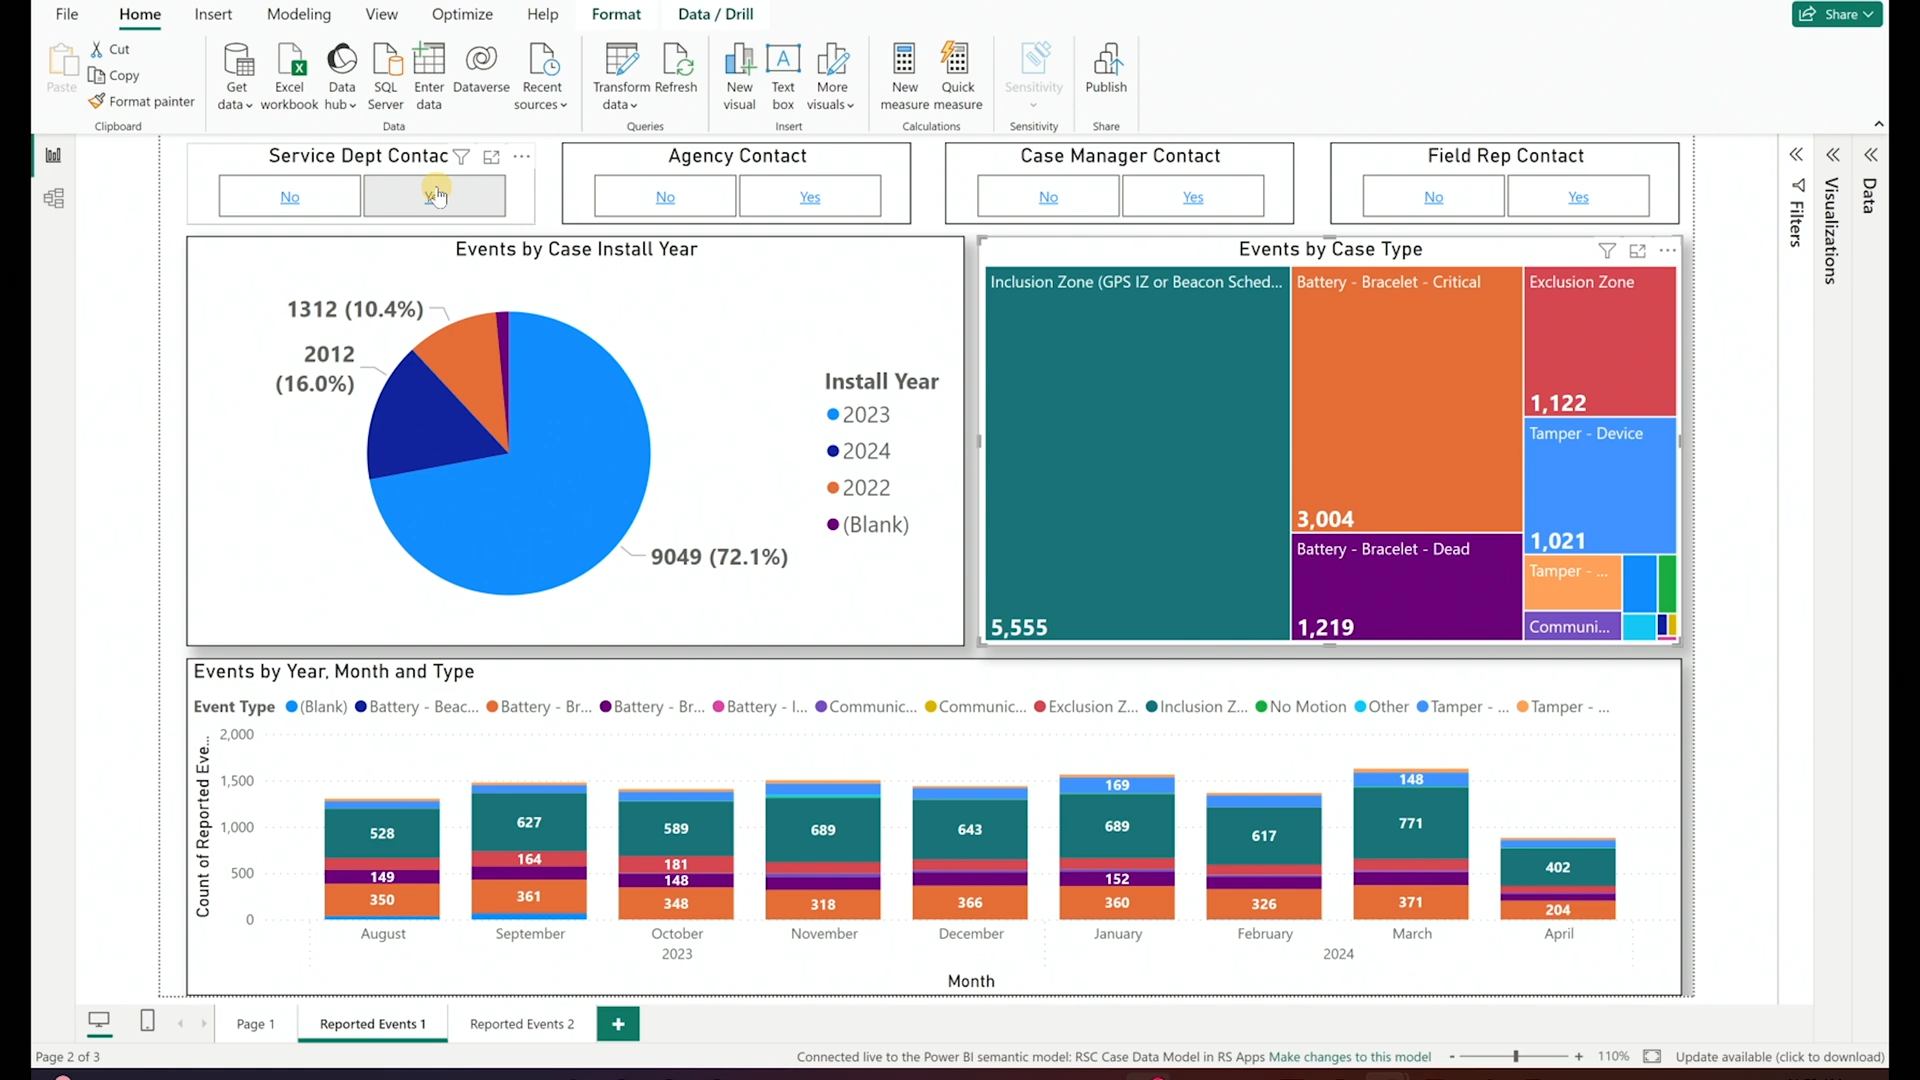 File Home Insert Modeling View Optimize Help Format Data / Drill Share
Paste Cut Copy Format painter
Clipboard
Get data Excel workbook Data hub SQL Server Enter data Dataverse Recent sources
Data
Transform data Refresh
Queries
New visual Text box More visuals
Insert
New measure Quick measure
Calculations
Sensitivity
Sensitivity
Publish
Share
Service Dept Contac
No
Agency Contact
No Yes
Case Manager Contact
No Yes
Field Rep Contact
No Yes
Filters
Visualizations
Data
Events by Case Install Year
1312 (10.4%)
2012
(16.0%)
9049 (72.1%)
Install Year
2023
2024
2022
(Blank)
Events by Case Type
Inclusion Zone (GPS IZ or Beacon Sched...
5,555
Battery - Bracelet - Critical
3,004
Battery - Bracelet - Dead
1,219
Exclusion Zone
1,122
Tamper - Device
1,021
Tamper - ...
Communi...
Events by Year, Month and Type
Event Type (Blank) Battery - Beac... Battery - Br... Battery - Br... Battery - I... Communic... Communic... Exclusion Z... Inclusion Z... No Motion Other Tamper - ... Tamper - ...
Count of Reported Eve...
2,000
1,500
1,000
500
0
528
149
350
627
164
361
589
181
148
348
689
318
643
366
169
689
152
360
617
326
148
771
371
402
204
August September October November December January February March April
2023 2024
Month
Page 1 Reported Events 1 Reported Events 2 +
Page 2 of 3 Connected live to the Power BI semantic model: RSC Case Data Model in RS Apps Make changes to this model - + 110% Update available (click to download)